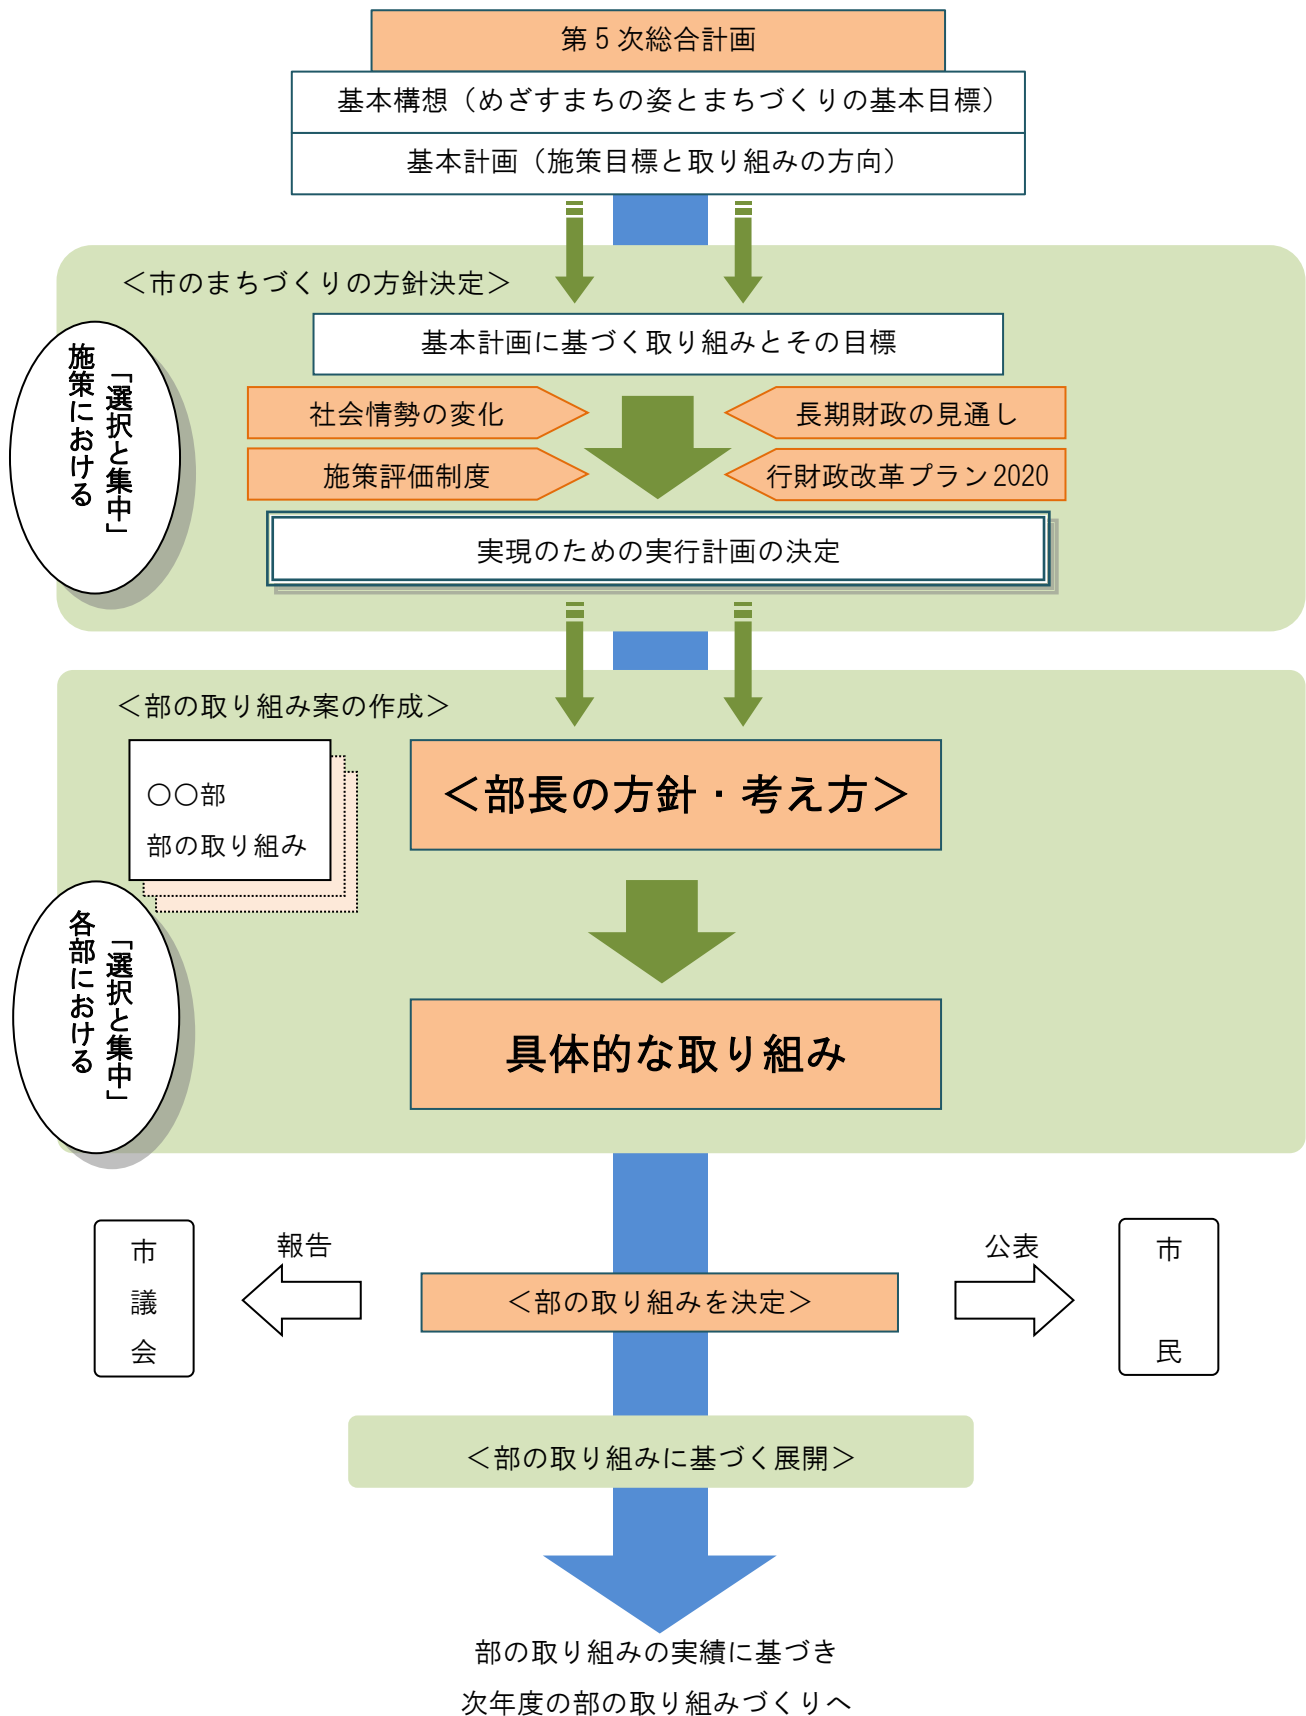 第5次総合計画
基本構想（めざすまちの姿とまちづくりの基本目標）
基本計画（施策目標と取り組みの方向）
＜市のまちづくりの方針決定＞
施策における
「選択と集中」
基本計画に基づく取り組みとその目標
社会情勢の変化
長期財政の見通し
施策評価制度
行財政改革プラン2020
実現のための実行計画の決定
＜部の取り組み案の作成＞
〇〇部
部の取り組み
＜部長の方針・考え方＞
各部における
「選択と集中」
具体的な取り組み
市議会
報告
＜部の取り組みを決定＞
公表
市民
＜部の取り組みに基づく展開＞
部の取り組みの実績に基づき
次年度の部の取り組みづくりへ